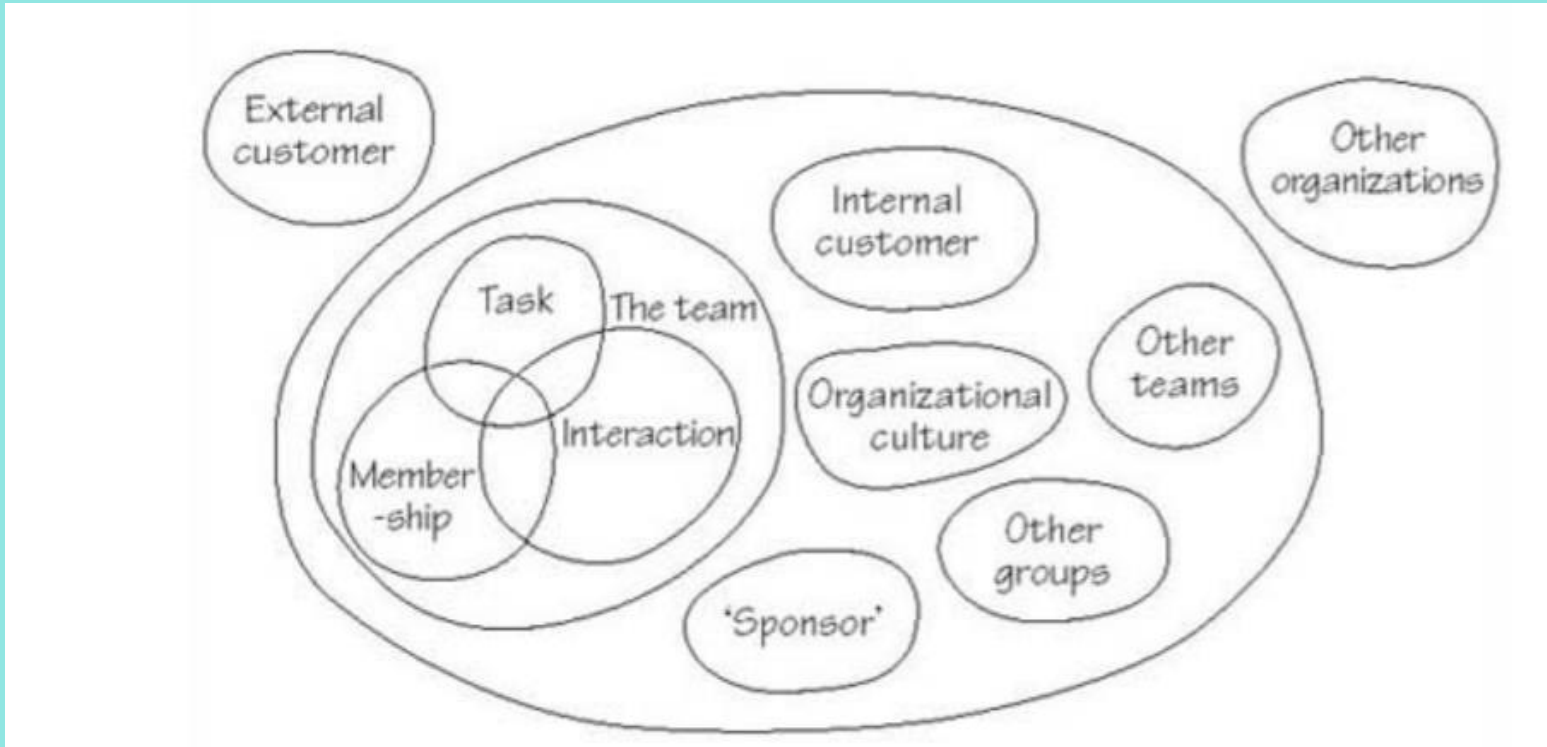 External
customer
Other
organizations
Internal
customer
Task
The team
Other
teams
Organizational
culture
Interaction
Member
-ship
Other
groups
‘Sponsor’